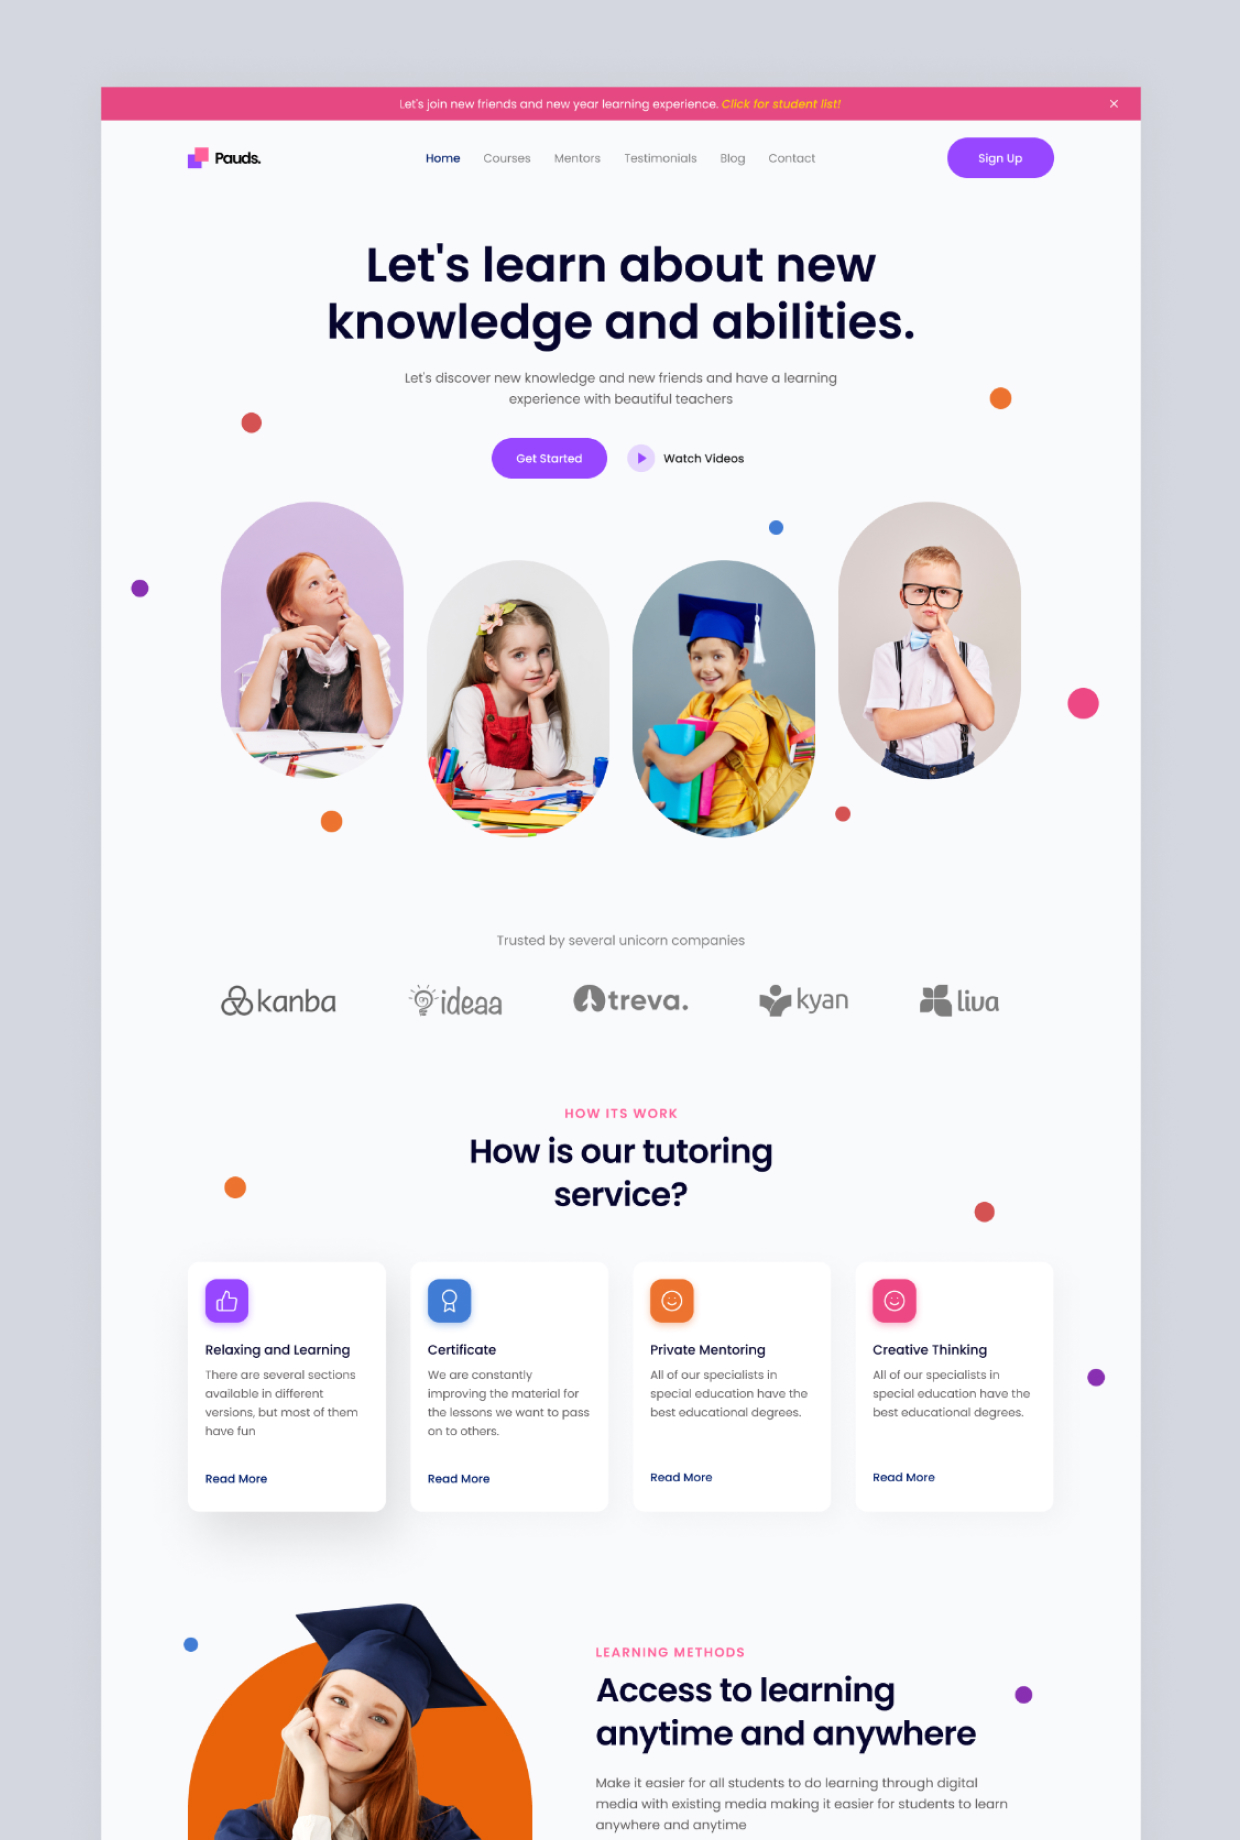 Let's join new friends and new year learning experience. Click for student list!
Pauds.
Home Courses Mentors Testimonials Blog Contact
Sign Up
Let's learn about new
knowledge and abilities.
Let's discover new knowledge and new friends and have a learning
experience with beautiful teachers
Get Started
Watch Videos
Trusted by several unicorn companies
kanba
ideaa
treva.
kyan
liva
HOW ITS WORK
How is our tutoring
service?
Relaxing and Learning
There are several sections
available in different
versions, but most of them
have fun
Read More
Certificate
We are constantly
improving the material for
the lessons we want to pass
on to others.
Read More
Private Mentoring
All of our specialists in
special education have the
best educational degrees.
Read More
Creative Thinking
All of our specialists in
special education have the
best educational degrees.
Read More
LEARNING METHODS
Access to learning
anytime and anywhere
Make it easier for all students to do learning through digital
media with existing media making it easier for students to learn
anywhere and anytime